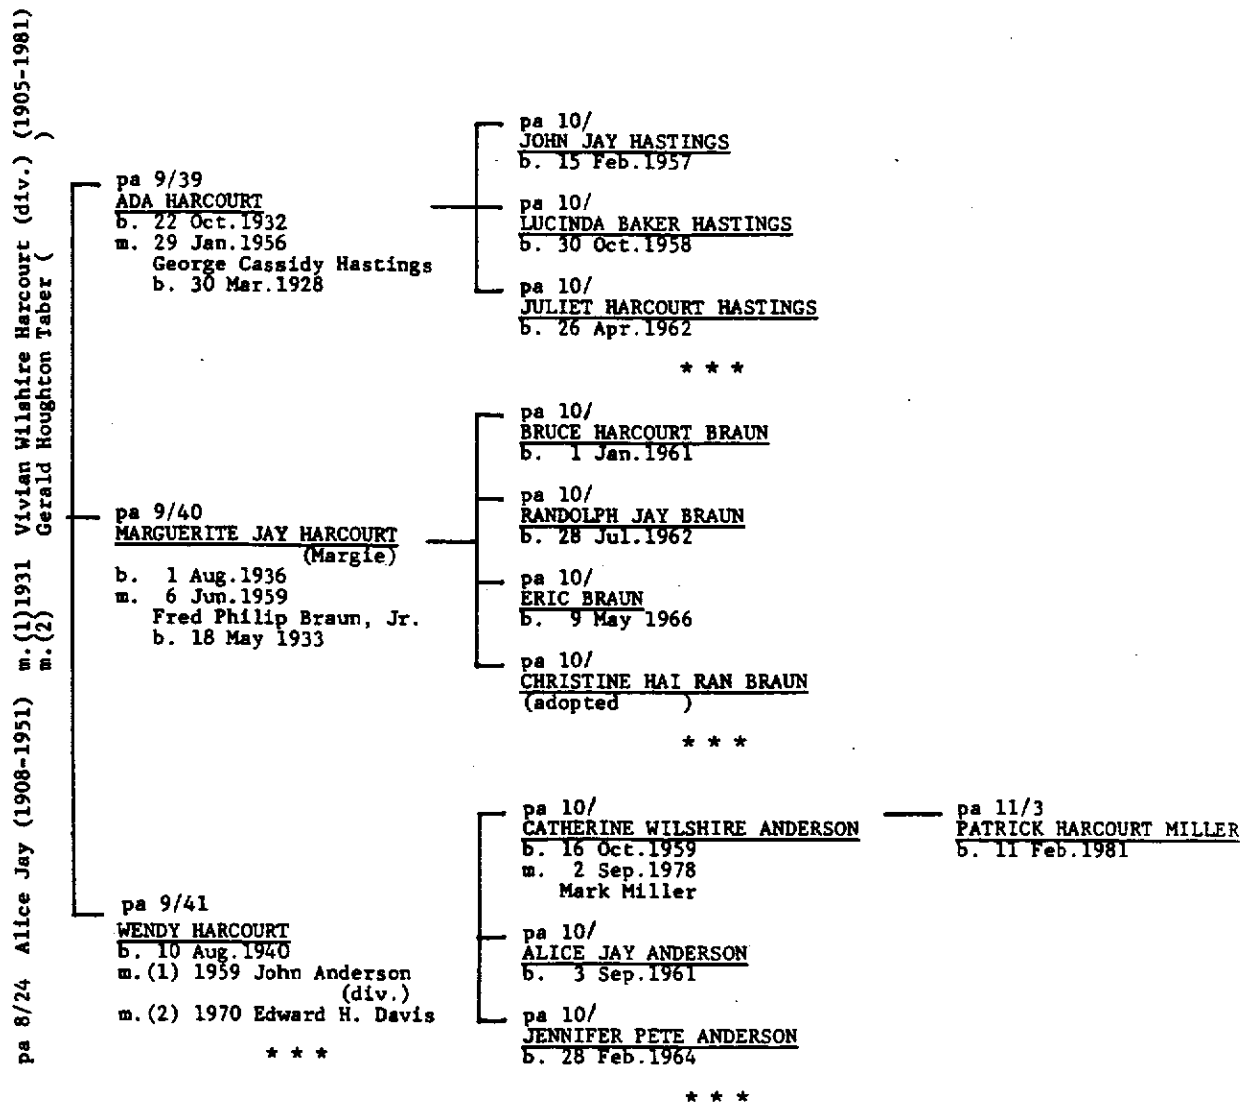 pa 8/24 Alice Jay (1908-1951) m.(1)1931 Vivian Wilshire Harcourt (div.) (1905-1981)
m.(2) Gerald Houghton Taber ( )
pa 9/39
ADA HARCOURT
b. 22 Oct.1932
m. 29 Jan.1956
George Cassidy Hastings
b. 30 Mar.1928
pa 10/
JOHN JAY HASTINGS
b. 15 Feb.1957
pa 10/
LUCINDA BAKER HASTINGS
b. 30 Oct.1958
pa 10/
JULIET HARCOURT HASTINGS
b. 26 Apr.1962
* * *
pa 9/40
MARGUERITE JAY HARCOURT
(Margie)
b. 1 Aug.1936
m. 6 Jun.1959
Fred Philip Braun, Jr.
b. 18 May 1933
pa 10/
BRUCE HARCOURT BRAUN
b. 1 Jan.1961
pa 10/
RANDOLPH JAY BRAUN
b. 28 Jul.1962
pa 10/
ERIC BRAUN
b. 9 May 1966
pa 10/
CHRISTINE HAI RAN BRAUN
(adopted )
* * *
pa 9/41
WENDY HARCOURT
b. 10 Aug.1940
m.(1) 1959 John Anderson
(div.)
m.(2) 1970 Edward H. Davis
* * *
pa 10/
CATHERINE WILSHIRE ANDERSON
b. 16 Oct.1959
m. 2 Sep.1978
Mark Miller
pa 11/3
PATRICK HARCOURT MILLER
b. 11 Feb.1981
pa 10/
ALICE JAY ANDERSON
b. 3 Sep.1961
pa 10/
JENNIFER PETE ANDERSON
b. 28 Feb.1964
* * *